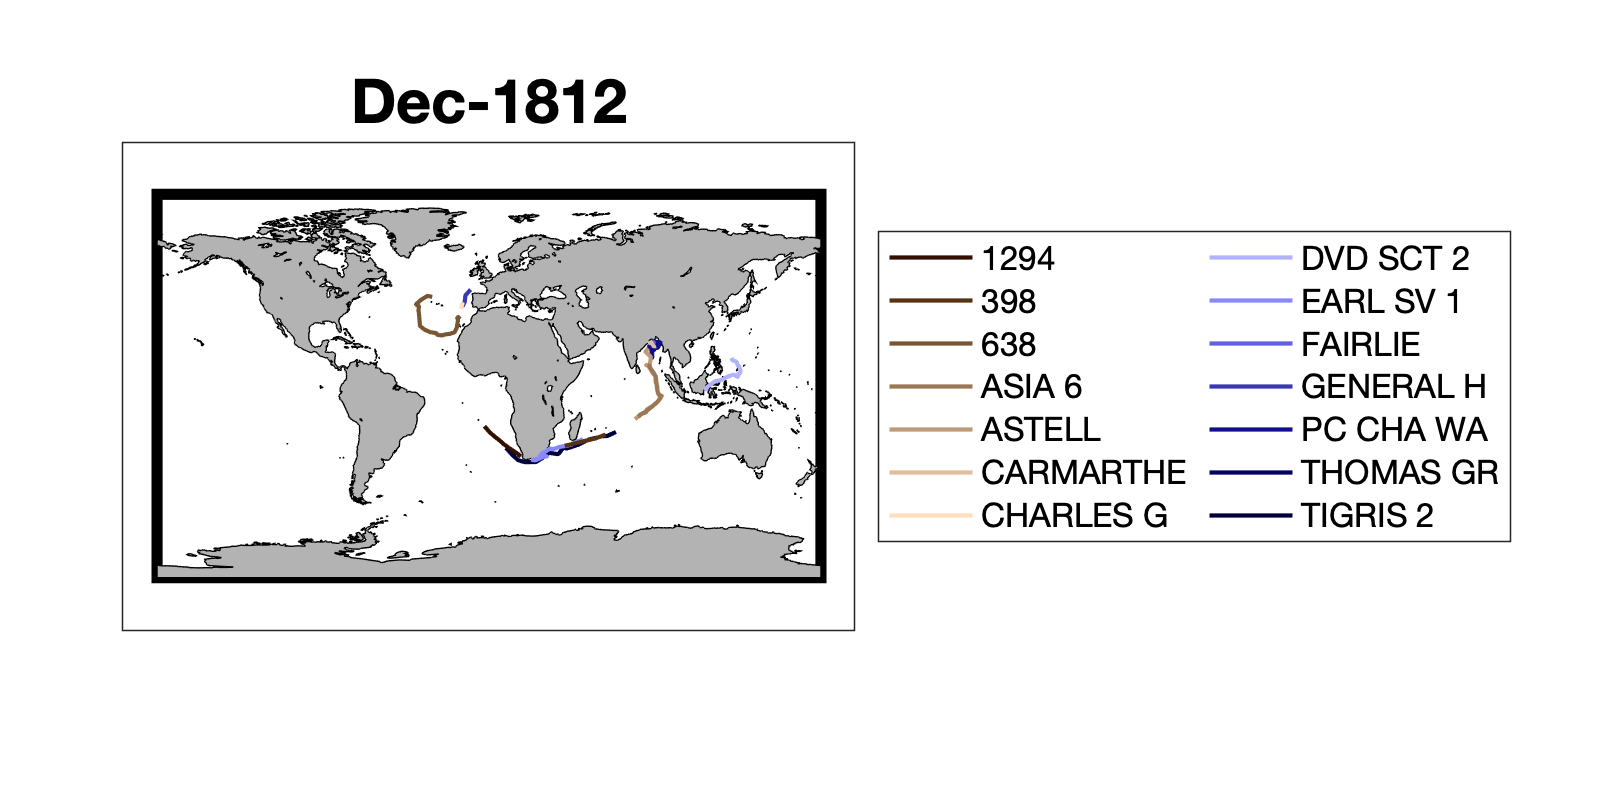 Dec-1812
1294
398
638
ASIA 6
ASTELL
CARMARTHE
CHARLES G
DVD SCT 2
EARL SV 1
FAIRLIE
GENERAL H
PC CHA WA
THOMAS GR
TIGRIS 2